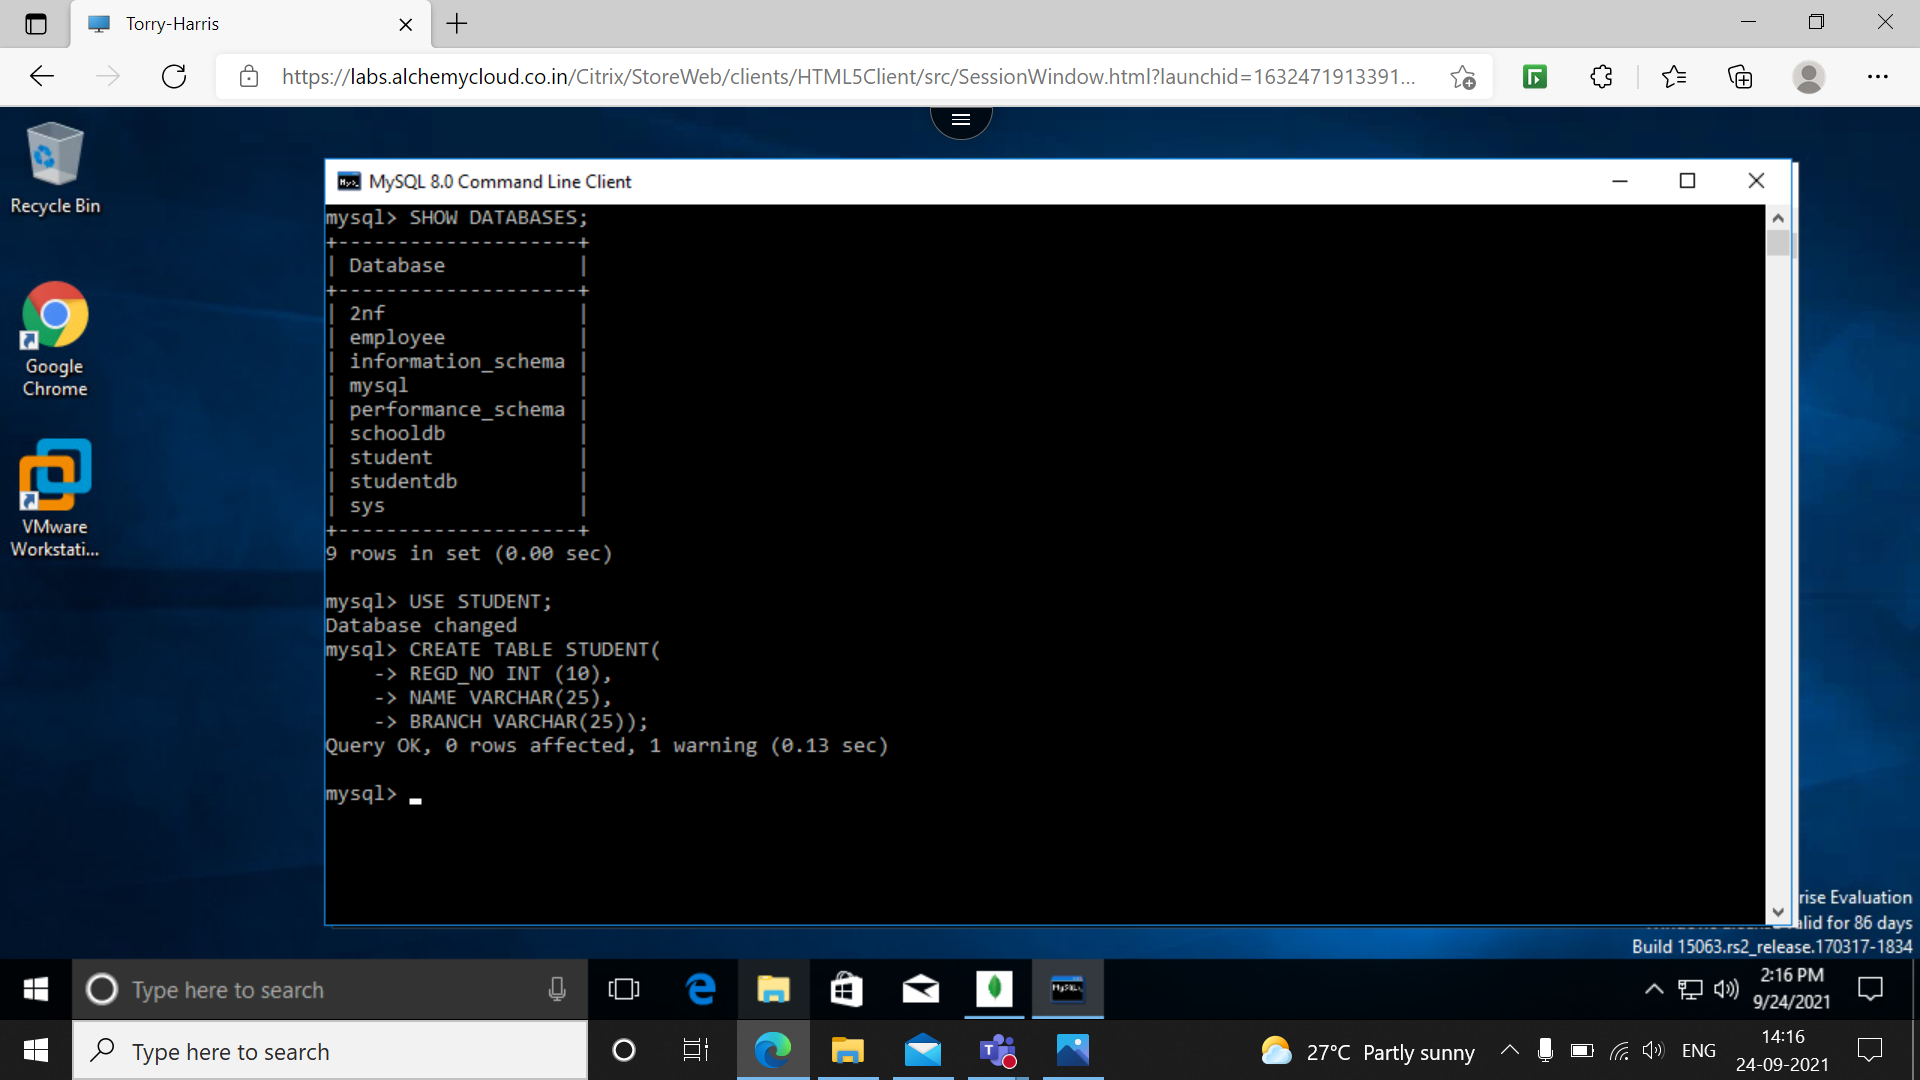 Torry-Harris
https://labs.alchemycloud.co.in/Citrix/StoreWeb/clients/HTML5Client/src/SessionWindow.html?launchid=1632471913391...
Recycle Bin
Google
Chrome
VMware
Workstati...
MySQL 8.0 Command Line Client
mysql> SHOW DATABASES;
+--------------------+
| Database           |
+--------------------+
| 2nf                |
| employee           |
| information_schema |
| mysql              |
| performance_schema |
| schooldb           |
| student            |
| studentdb          |
| sys                |
+--------------------+
9 rows in set (0.00 sec)
mysql> USE STUDENT;
Database changed
mysql> CREATE TABLE STUDENT(
    -> REGD_NO INT (10),
    -> NAME VARCHAR(25),
    -> BRANCH VARCHAR(25));
Query OK, 0 rows affected, 1 warning (0.13 sec)
mysql>
rise Evaluation
alid for 86 days
Build 15063.rs2_release.170317-1834
Type here to search
MySQL
2:16 PM
9/24/2021
Type here to search
27°C Partly sunny
ENG
14:16
24-09-2021